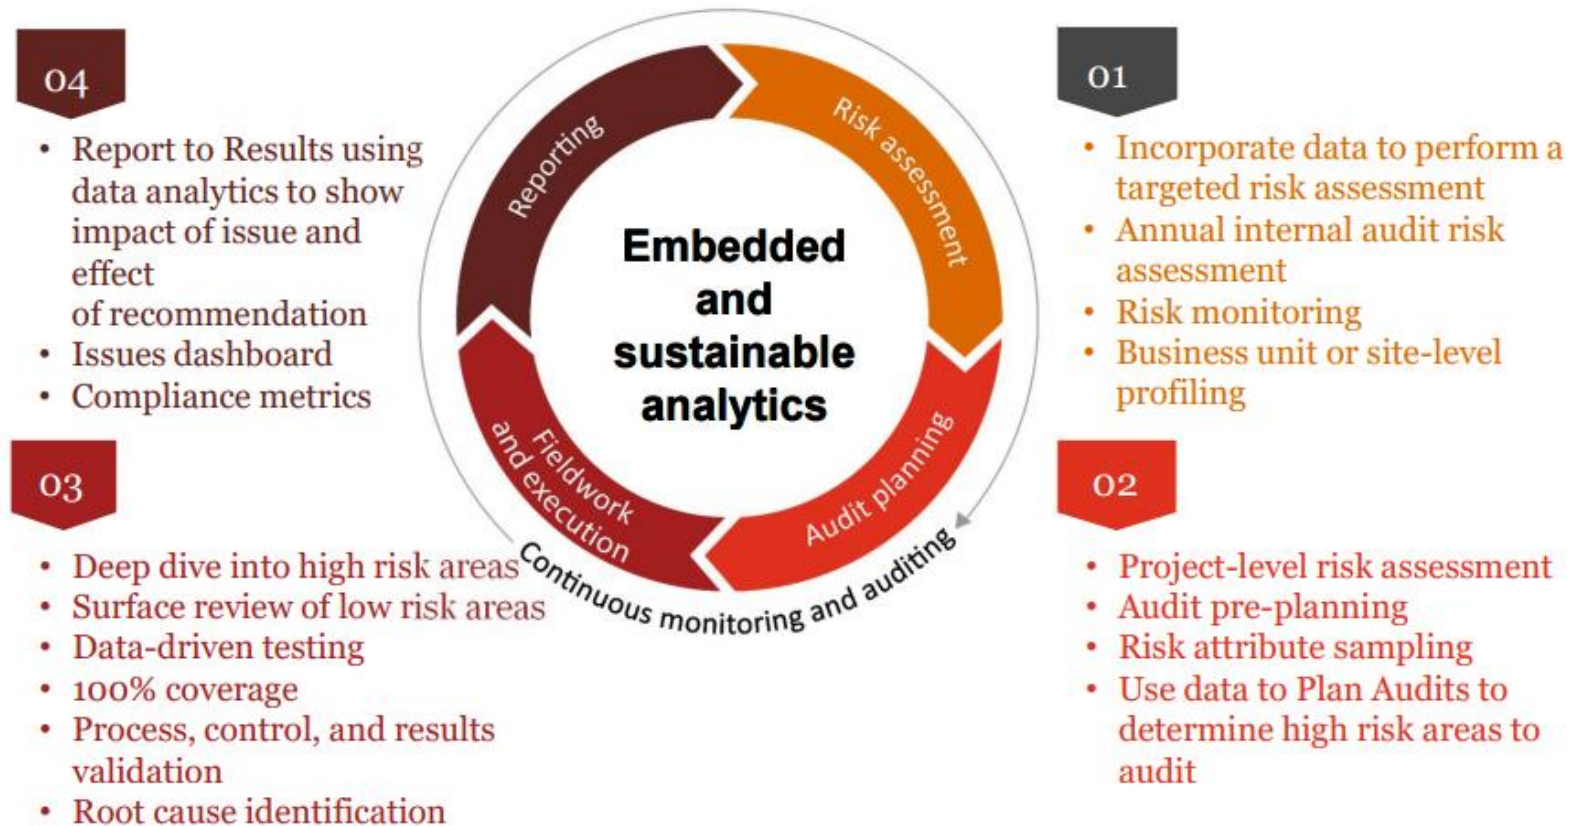 04
• Report to Results using
data analytics to show
impact of issue and
effect
of recommendation
• Issues dashboard
• Compliance metrics
03
• Deep dive into high risk areas
• Surface review of low risk areas
• Data-driven testing
• 100% coverage
• Process, control, and results
validation
• Root cause identification
Reporting
Risk assessment
Audit planning
Fieldwork
and execution
Embedded
and
sustainable
analytics
Continuous monitoring and auditing
01
• Incorporate data to perform a
targeted risk assessment
• Annual internal audit risk
assessment
• Risk monitoring
• Business unit or site-level
profiling
02
• Project-level risk assessment
• Audit pre-planning
• Risk attribute sampling
• Use data to Plan Audits to
determine high risk areas to
audit